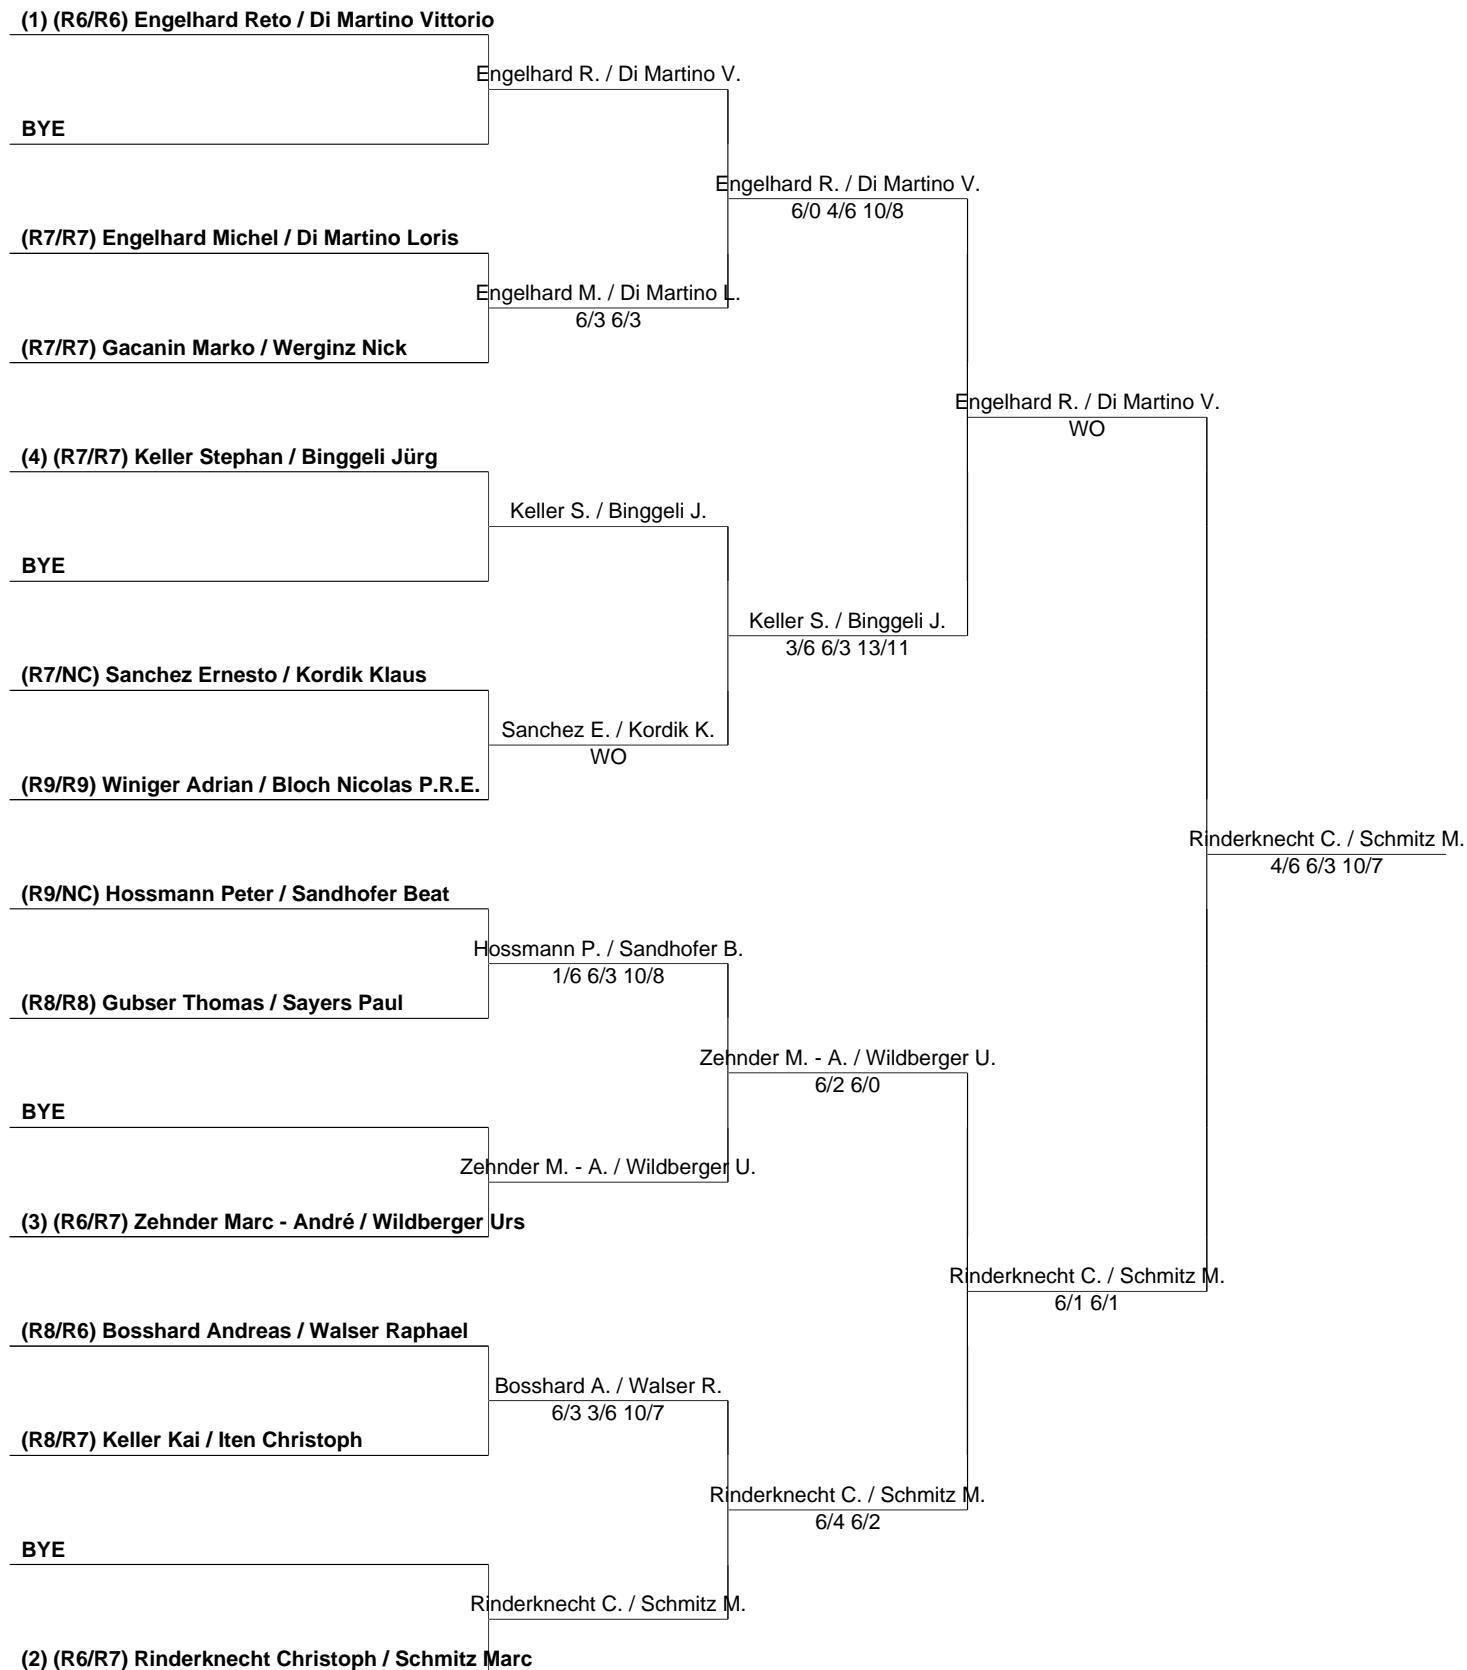 (1) (R6/R6) Engelhard Reto / Di Martino Vittorio
Engelhard R. / Di Martino V.
BYE
Engelhard R. / Di Martino V.
6/0 4/6 10/8
(R7/R7) Engelhard Michel / Di Martino Loris
Engelhard M. / Di Martino L.
6/3 6/3
(R7/R7) Gacanin Marko / Werginz Nick
Engelhard R. / Di Martino V.
WO
(4) (R7/R7) Keller Stephan / Binggeli Jürg
Keller S. / Binggeli J.
BYE
Keller S. / Binggeli J.
3/6 6/3 13/11
(R7/NC) Sanchez Ernesto / Kordik Klaus
Sanchez E. / Kordik K.
WO
(R9/R9) Winiger Adrian / Bloch Nicolas P.R.E.
Rinderknecht C. / Schmitz M.
4/6 6/3 10/7
(R9/NC) Hossmann Peter / Sandhofer Beat
Hossmann P. / Sandhofer B.
1/6 6/3 10/8
(R8/R8) Gubser Thomas / Sayers Paul
Zehnder M. - A. / Wildberger U.
6/2 6/0
BYE
Zehnder M. - A. / Wildberger U.
(3) (R6/R7) Zehnder Marc - André / Wildberger Urs
Rinderknecht C. / Schmitz M.
6/1 6/1
(R8/R6) Bosshard Andreas / Walser Raphael
Bosshard A. / Walser R.
6/3 3/6 10/7
(R8/R7) Keller Kai / Iten Christoph
Rinderknecht C. / Schmitz M.
6/4 6/2
BYE
Rinderknecht C. / Schmitz M.
(2) (R6/R7) Rinderknecht Christoph / Schmitz Marc